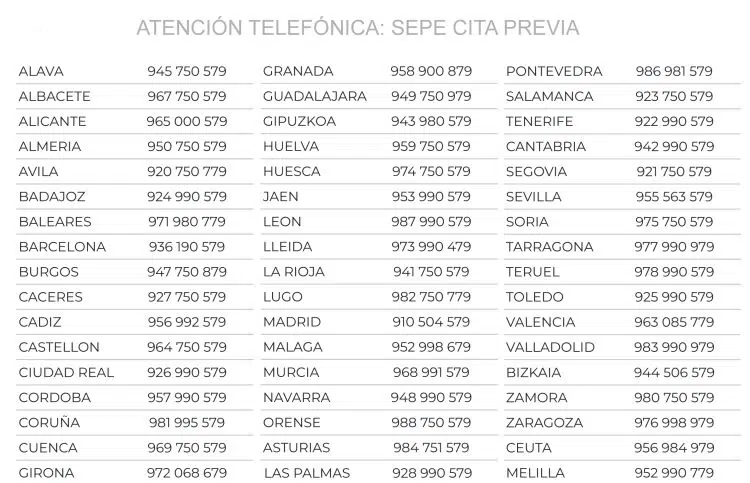 ATENCIÓN TELEFÓNICA: SEPE CITA PREVIA
ALAVA 945 750 579 GRANADA 958 900 879 PONTEVEDRA 986 981 579
ALBACETE 967 750 579 GUADALAJARA 949 750 979 SALAMANCA 923 750 579
ALICANTE 965 000 579 GIPUZKOA 943 980 579 TENERIFE 922 990 579
ALMERIA 950 750 579 HUELVA 959 750 579 CANTABRIA 942 990 579
AVILA 920 750 779 HUESCA 974 750 579 SEGOVIA 921 750 579
BADAJOZ 924 990 579 JAEN 953 990 579 SEVILLA 955 563 579
BALEARES 971 980 779 LEON 987 990 579 SORIA 975 750 579
BARCELONA 936 190 579 LLEIDA 973 990 479 TARRAGONA 977 990 979
BURGOS 947 750 879 LA RIOJA 941 750 579 TERUEL 978 990 579
CACERES 927 750 579 LUGO 982 750 779 TOLEDO 925 990 579
CADIZ 956 992 579 MADRID 910 504 579 VALENCIA 963 085 779
CASTELLON 964 750 579 MALAGA 952 998 679 VALLADOLID 983 990 979
CIUDAD REAL 926 990 579 MURCIA 968 991 579 BIZKAIA 944 506 579
CORDOBA 957 990 579 NAVARRA 948 990 579 ZAMORA 980 750 579
CORUÑA 981 995 579 ORENSE 988 750 579 ZARAGOZA 976 998 979
CUENCA 969 750 579 ASTURIAS 984 751 579 CEUTA 956 984 979
GIRONA 972 068 679 LAS PALMAS 928 990 579 MELILLA 952 990 779